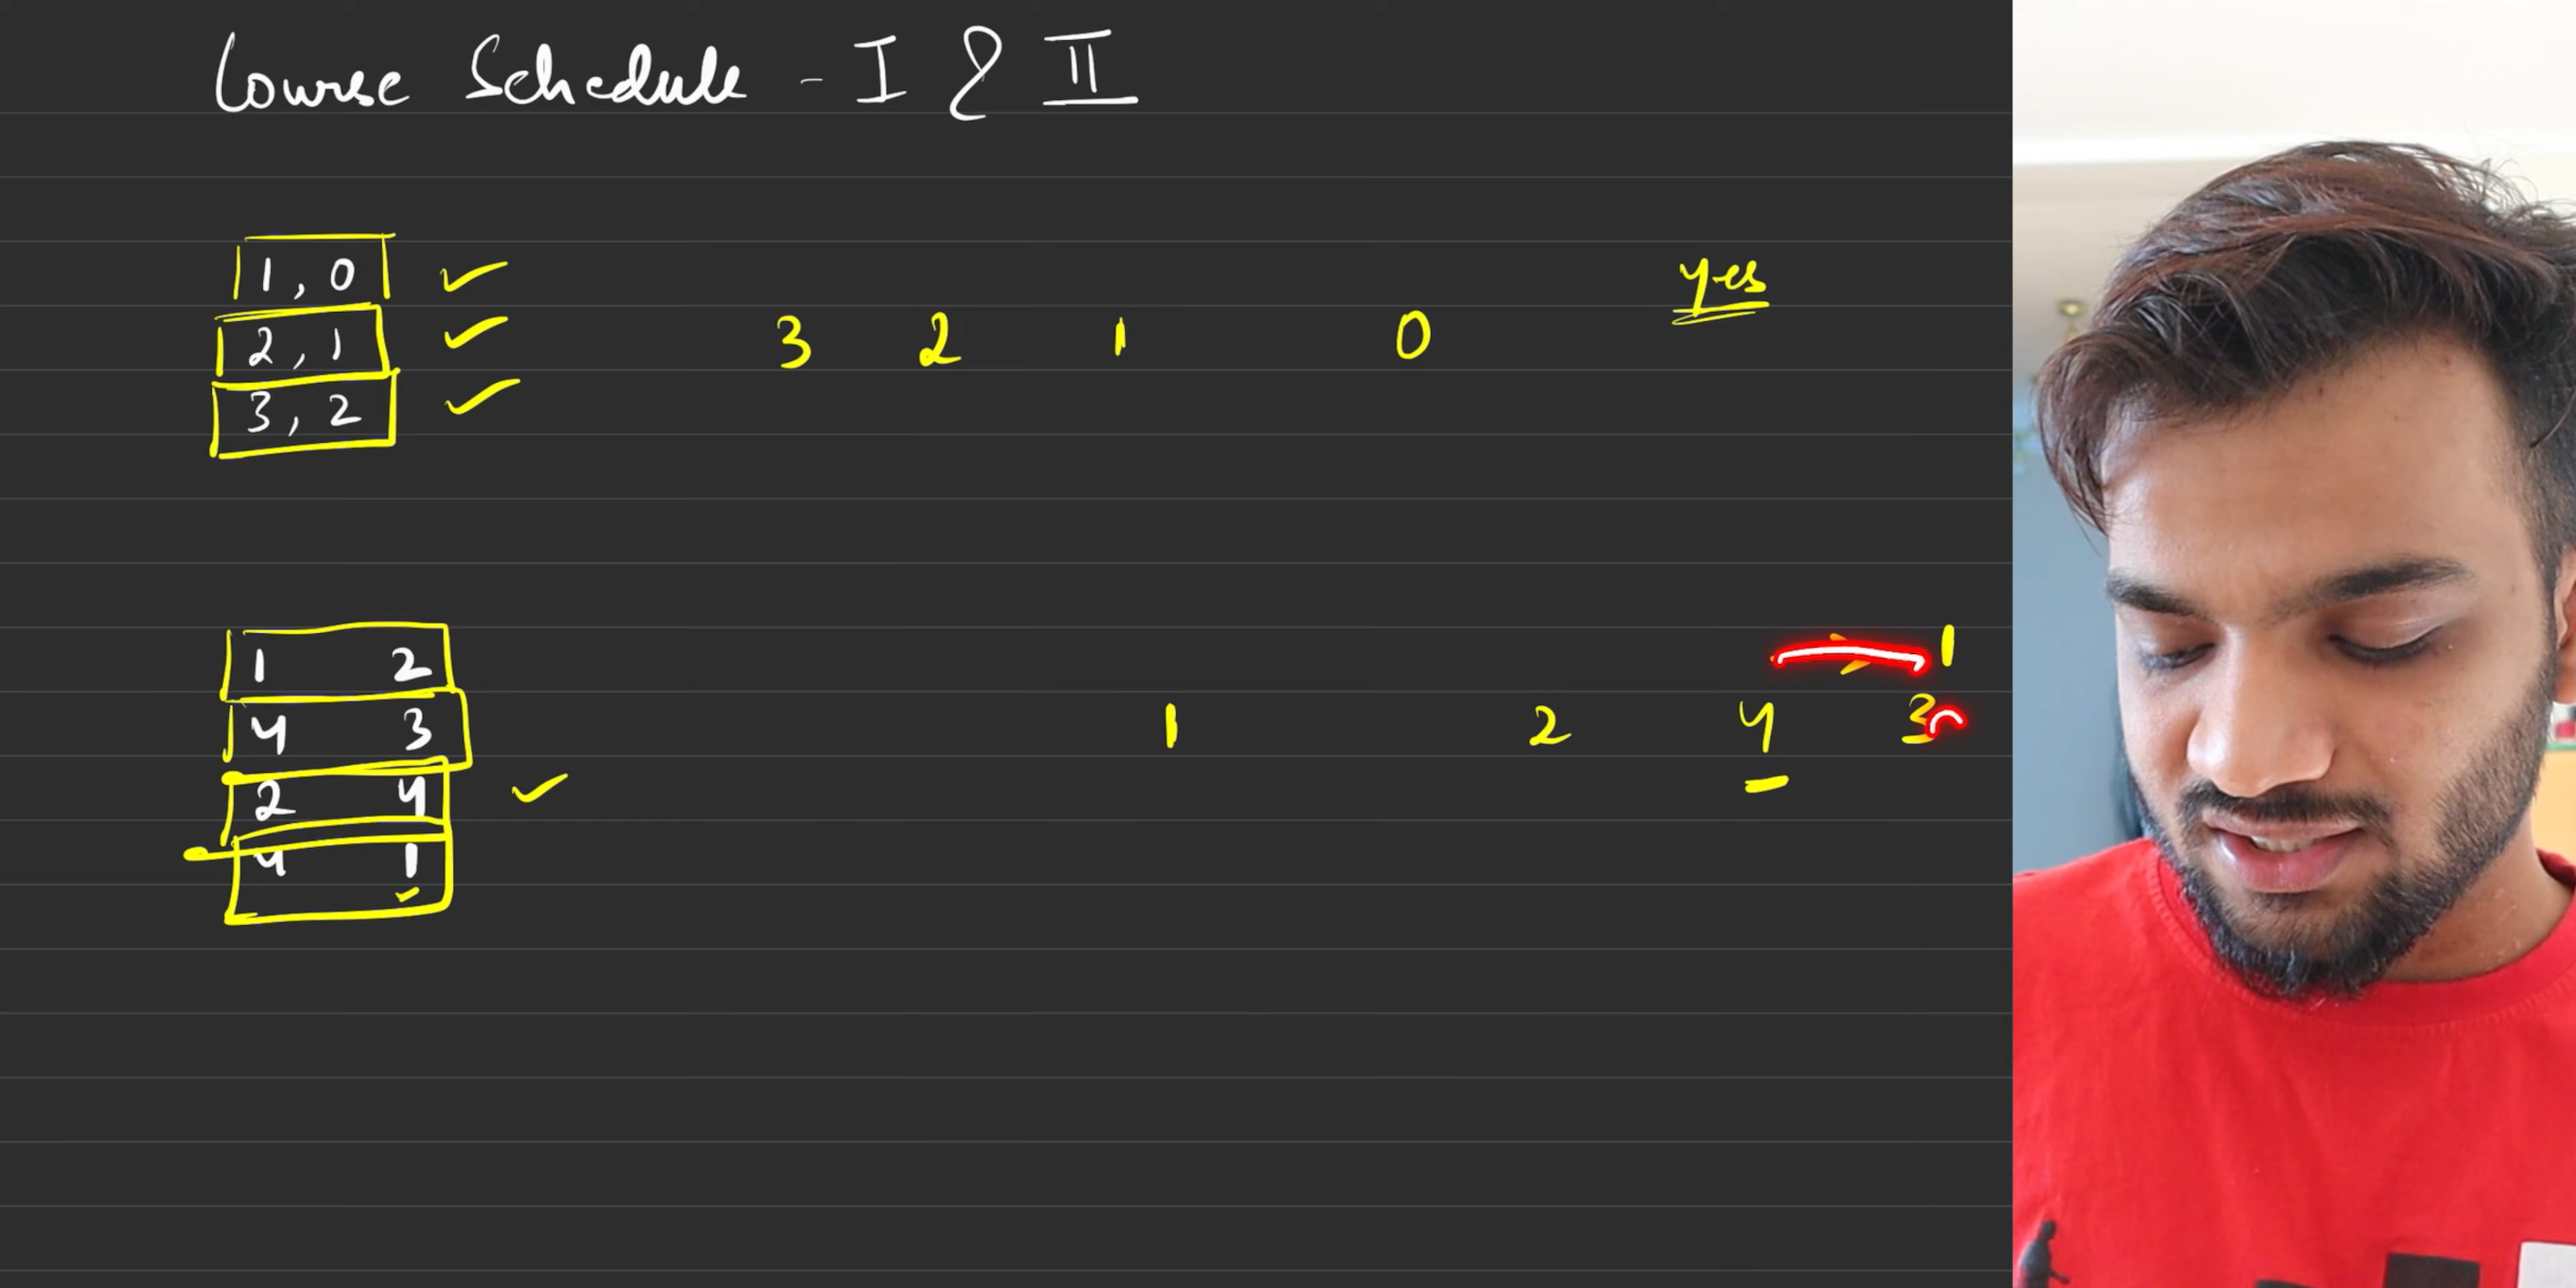 Course Schedule - I & II
1, 0
yes
2, 1
3 2 1 0
3, 2
1 2
1
4 3
1 2 4 3
2 4
4 1